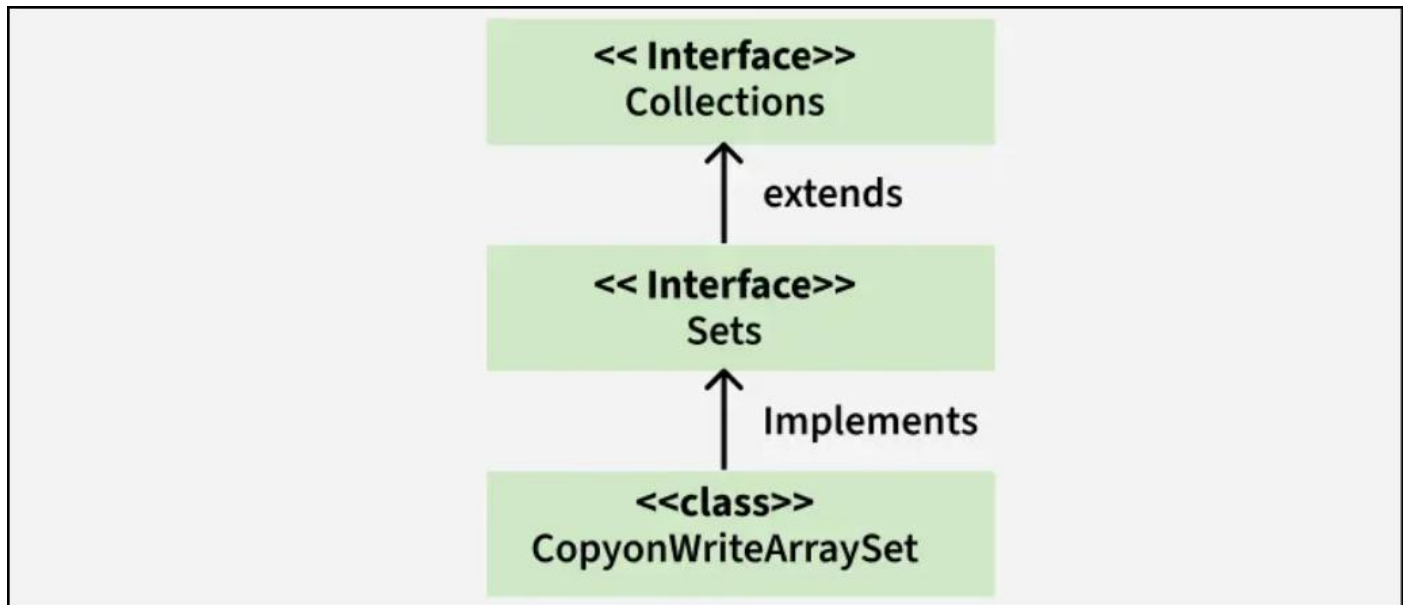 << Interface>>
Collections
extends
<< Interface>>
Sets
Implements
<<class>>
CopyonWriteArraySet